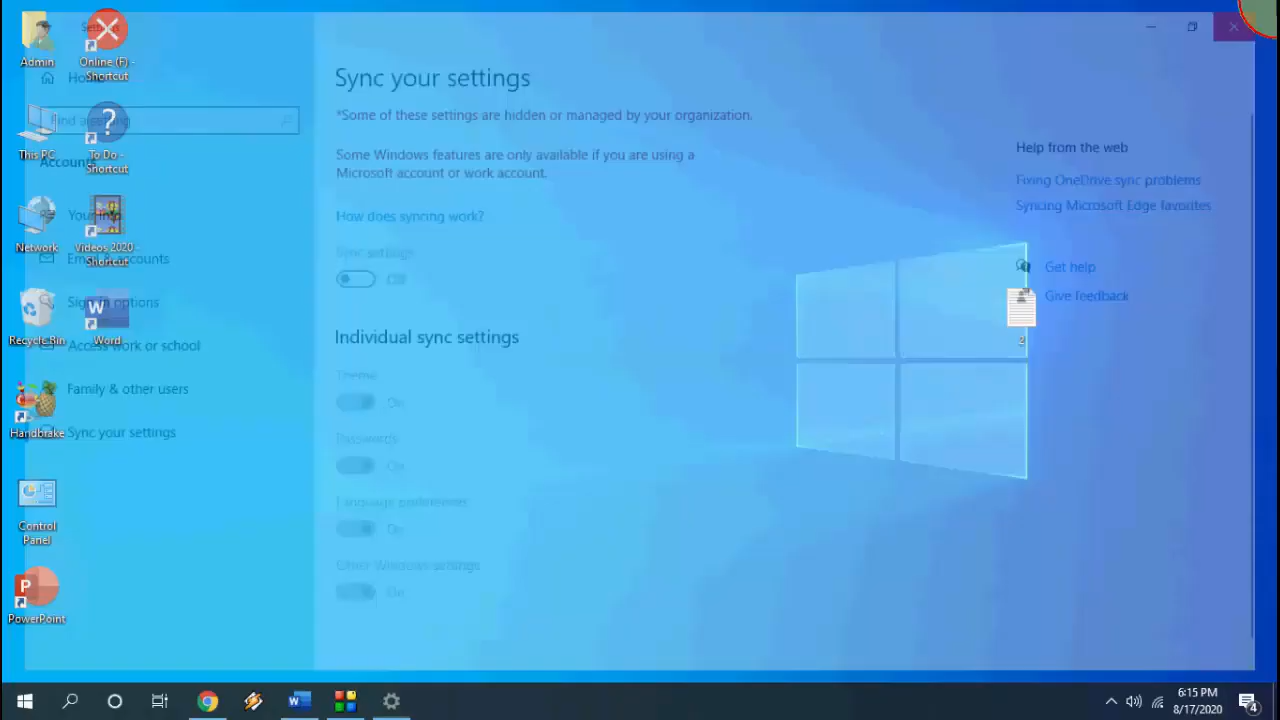 Admin
Online (F) -
Shortcut
This PC
To Do -
Shortcut
Network
Videos 2020 -
Shortcut
Recycle Bin
Word
Handbrake
Control
Panel
PowerPoint
2
Settings
Home
Find a setting
Accounts
Your info
Email & accounts
Sign-in options
Access work or school
Family & other users
Sync your settings
Sync your settings
*Some of these settings are hidden or managed by your organization.
Some Windows features are only available if you are using a
Microsoft account or work account.
How does syncing work?
Sync settings
Off
Individual sync settings
Theme
On
Passwords
On
Language preferences
On
Other Windows settings
On
Help from the web
Fixing OneDrive sync problems
Syncing Microsoft Edge favorites
Get help
Give feedback
6:15 PM
8/17/2020
4